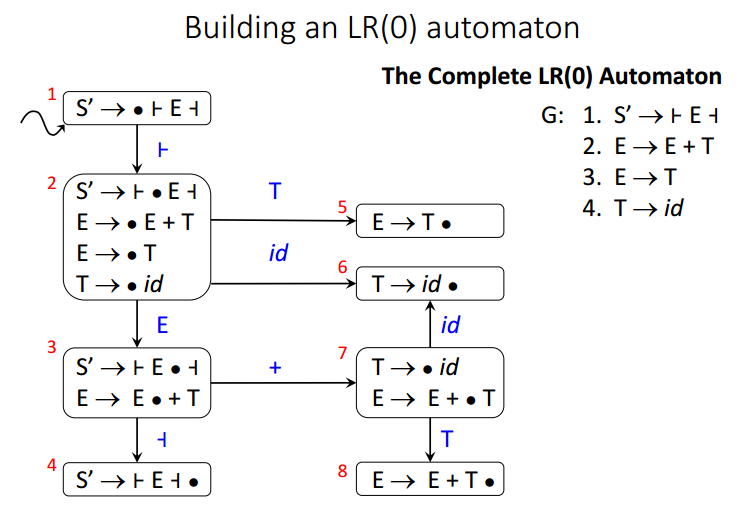 Building an LR(0) automaton
The Complete LR(0) Automaton
G: 1. S′ → ⊢ E ⊣
2. E → E + T
3. E → T
4. T → id
1
S′ → • ⊢ E ⊣
⊢
2
S′ → ⊢ • E ⊣
E → • E + T
E → • T
T → • id
T
5
E → T •
id
6
T → id •
E
id
3
S′ → ⊢ E • ⊣
E → E • + T
+
7
T → • id
E → E + • T
⊣
T
4
S′ → ⊢ E ⊣ •
8
E → E + T •